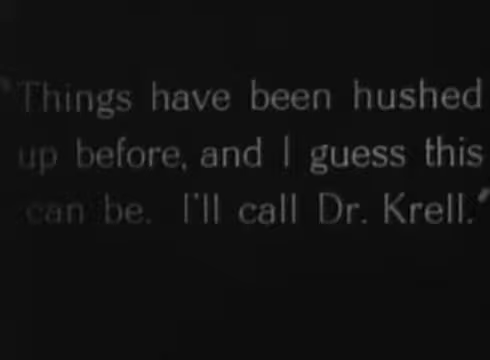 "Things have been hushed
up before, and I guess this
can be. I'll call Dr. Krell."